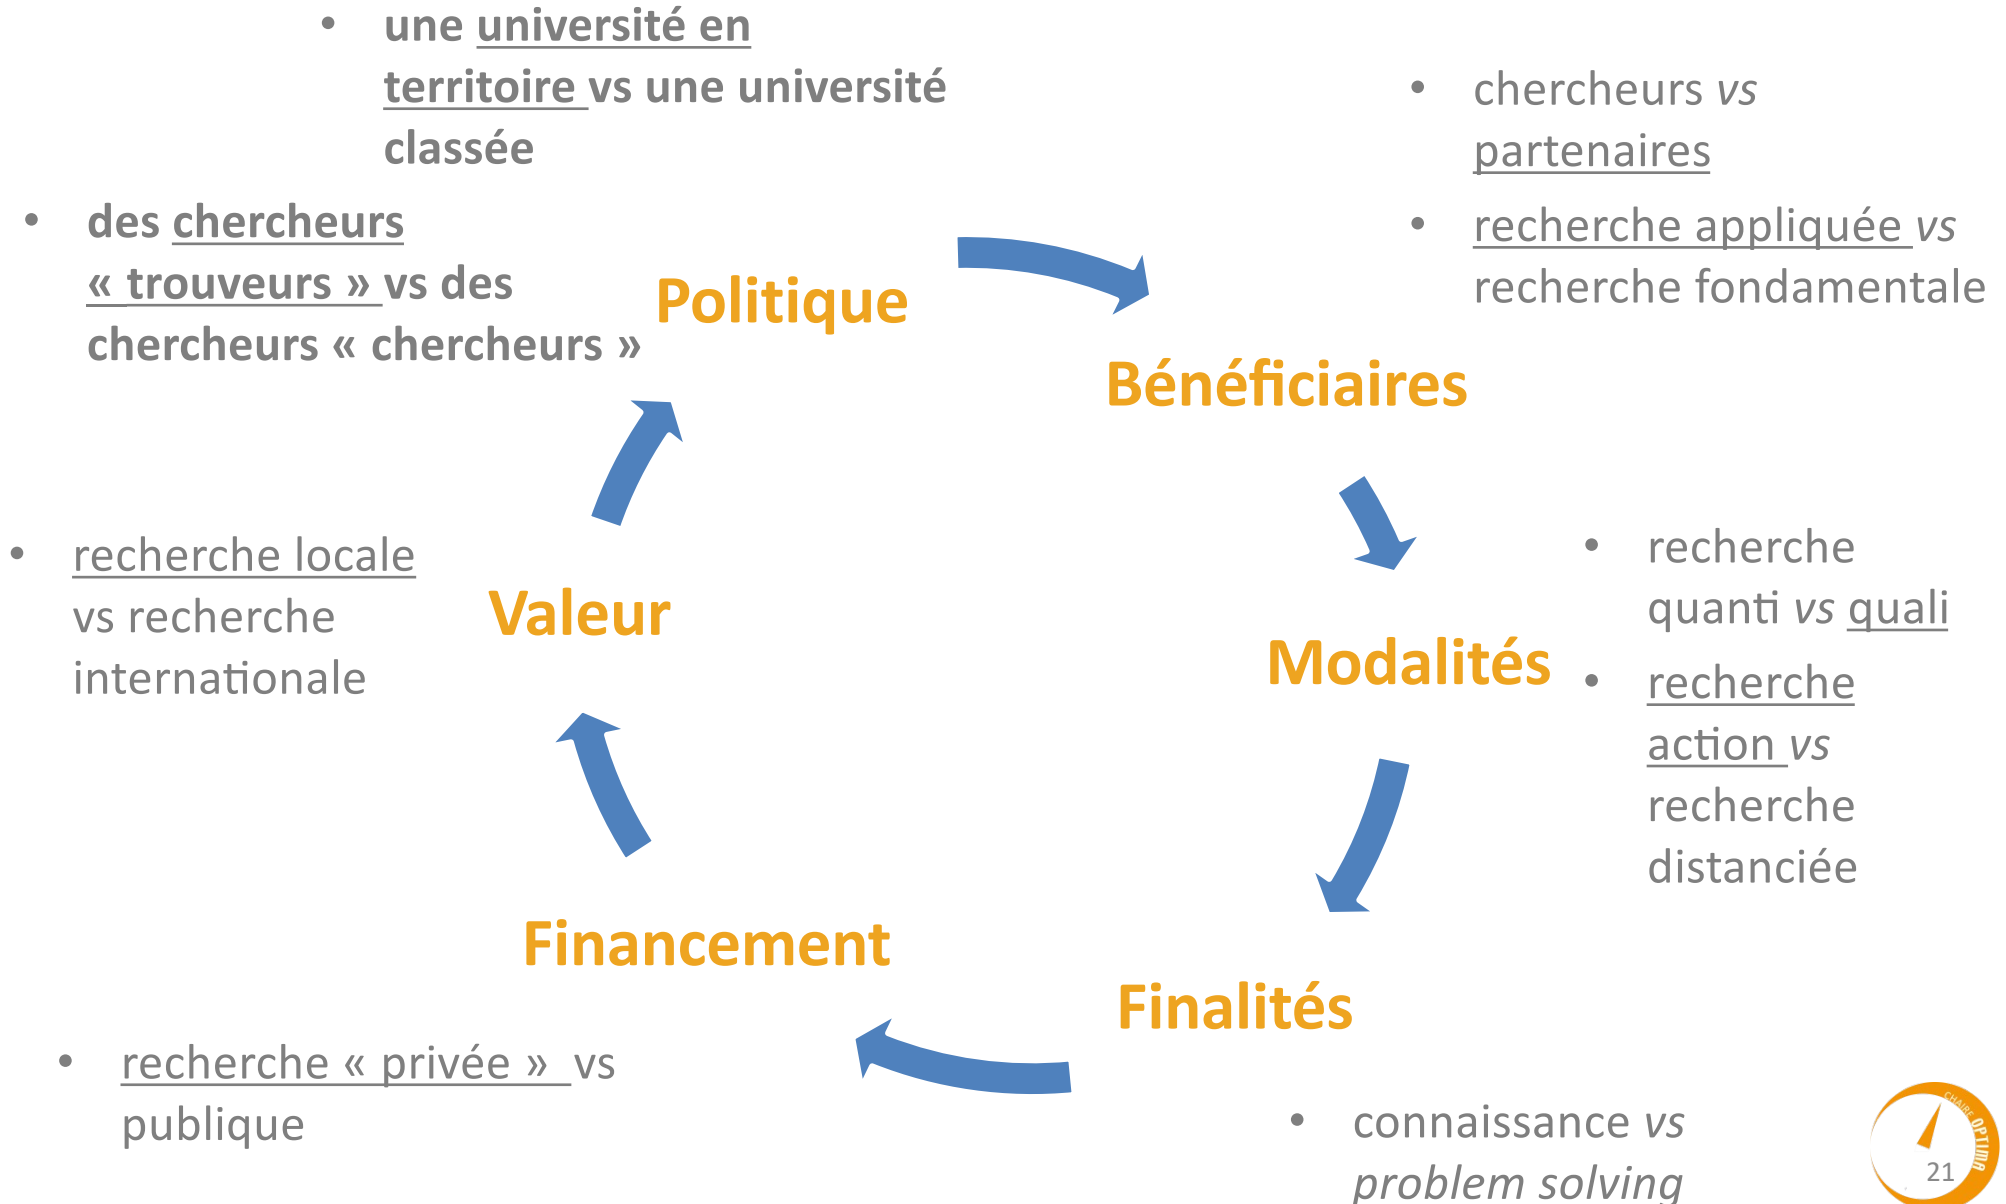 • une université en
territoire vs une université
classée
• des chercheurs
« trouveurs » vs des
chercheurs « chercheurs »
Politique
• chercheurs vs
partenaires
• recherche appliquée vs
recherche fondamentale
Bénéficiaires
• recherche
quanti vs quali
• recherche
action vs
recherche
distanciée
Modalités
Finalités
• connaissance vs
problem solving
Financement
• recherche « privée » vs
publique
Valeur
• recherche locale
vs recherche
internationale
CHAIRE OPTIMA
21